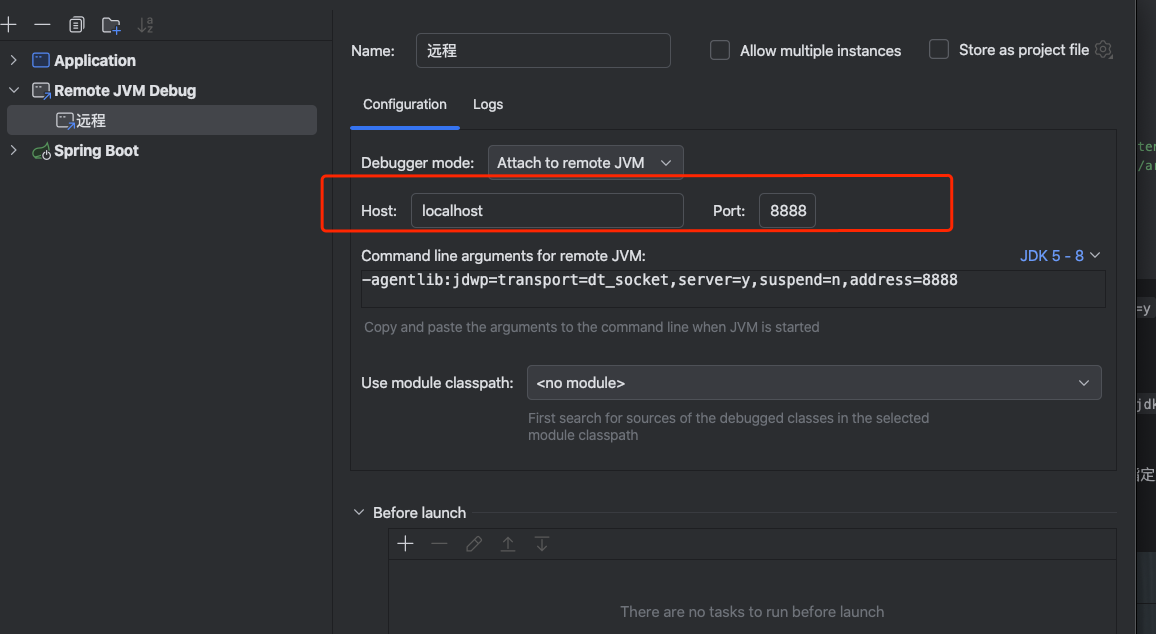 Application
Remote JVM Debug
远程
Spring Boot
Name: 远程 Allow multiple instances Store as project file
Configuration Logs
Debugger mode: Attach to remote JVM
Host: localhost Port: 8888
Command line arguments for remote JVM: JDK 5 - 8
-agentlib:jdwp=transport=dt_socket,server=y,suspend=n,address=8888
Copy and paste the arguments to the command line when JVM is started
Use module classpath: <no module>
First search for sources of the debugged classes in the selected
module classpath
Before launch
There are no tasks to run before launch
=y